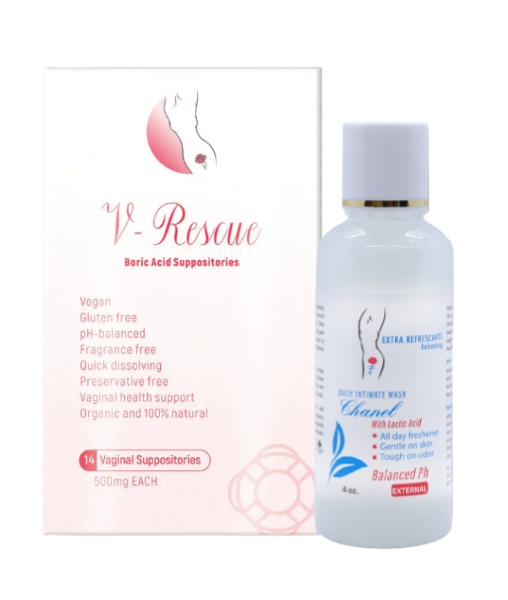 V-Rescue
Boric Acid Suppositories
Vegan
Gluten free
pH-balanced
Fragrance free
Quick dissolving
Preservative free
Vaginal health support
Organic and 100% natural
14 Vaginal Suppositories
500mg EACH
EXTRA REFRESCANTE
Refreshing
DAILY INTIMATE WASH
Chanel
With Lactic Acid
All day freshener
Gentle on skin
Tough on odor
Balanced Ph
4 oz.
EXTERNAL